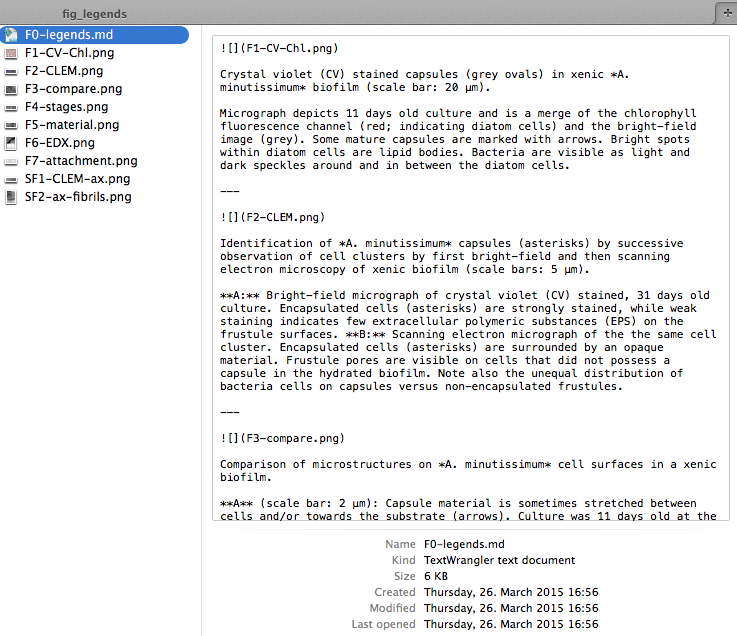 fig_legends
F0-legends.md
F1-CV-Chl.png
F2-CLEM.png
F3-compare.png
F4-stages.png
F5-material.png
F6-EDX.png
F7-attachment.png
SF1-CLEM-ax.png
SF2-ax-fibrils.png
![](F1-CV-Chl.png)
Crystal violet (CV) stained capsules (grey ovals) in xenic *A.
minutissimum* biofilm (scale bar: 20 µm).
Micrograph depicts 11 days old culture and is a merge of the chlorophyll
fluorescence channel (red; indicating diatom cells) and the bright-field
image (grey). Some mature capsules are marked with arrows. Bright spots
within diatom cells are lipid bodies. Bacteria are visible as light and
dark speckles around and in between the diatom cells.
---
![](F2-CLEM.png)
Identification of *A. minutissimum* capsules (asterisks) by successive
observation of cell clusters by first bright-field and then scanning
electron microscopy of xenic biofilm (scale bars: 5 µm).
**A:** Bright-field micrograph of crystal violet (CV) stained, 31 days old
culture. Encapsulated cells (asterisks) are strongly stained, while weak
staining indicates few extracellular polymeric substances (EPS) on the
frustule surfaces. **B:** Scanning electron micrograph of the the same cell
cluster. Encapsulated cells (asterisks) are surrounded by an opaque
material. Frustule pores are visible on cells that did not possess a
capsule in the hydrated biofilm. Note also the unequal distribution of
bacteria cells on capsules versus non-encapsulated frustules.
---
![](F3-compare.png)
Comparison of microstructures on *A. minutissimum* cell surfaces in a xenic
biofilm.
**A** (scale bar: 2 µm): Capsule material is sometimes stretched between
cells and/or towards the substrate (arrows). Culture was 11 days old at the
Name F0-legends.md
Kind TextWrangler text document
Size 6 KB
Created Thursday, 26. March 2015 16:56
Modified Thursday, 26. March 2015 16:56
Last opened Thursday, 26. March 2015 16:56